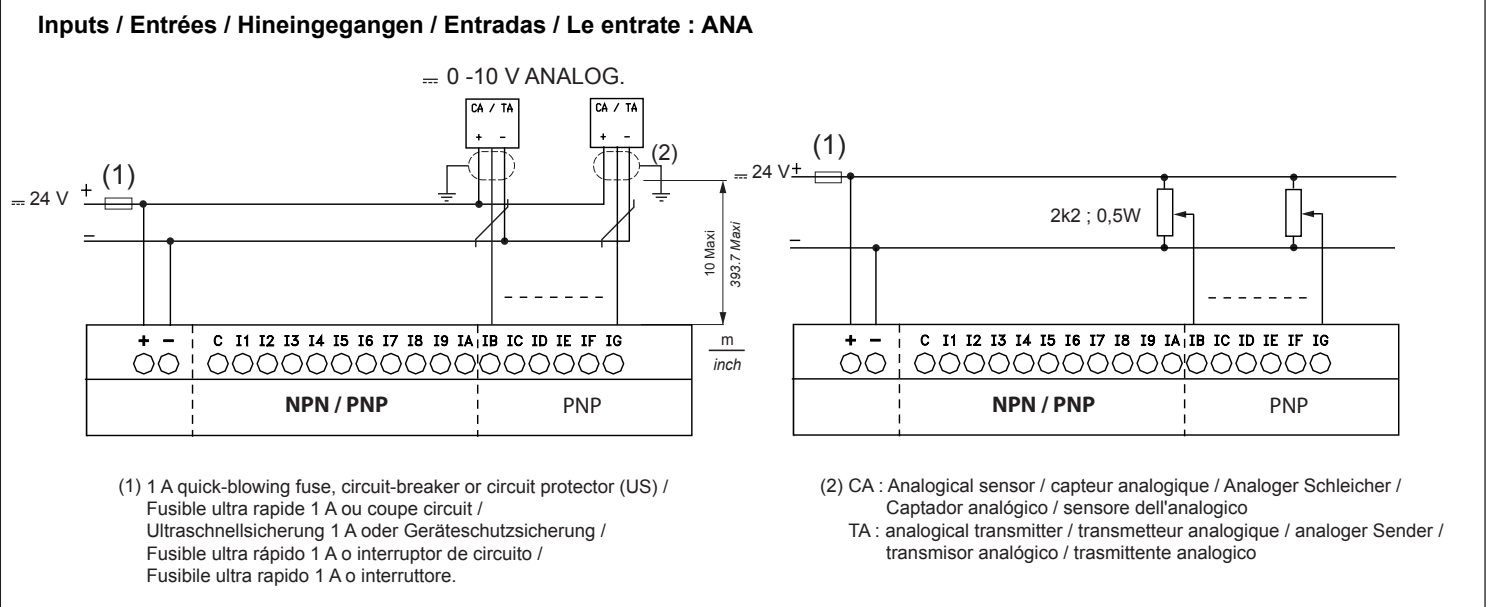 Inputs / Entrées / Hineingegangen / Entradas / Le entrate : ANA
⎓ 0 -10 V ANALOG.
CA / TA
+ -
CA / TA
+ -
(2)
(1)
⎓ 24 V +
–
10 Maxi
393.7 Maxi
m
inch
+ - C I1 I2 I3 I4 I5 I6 I7 I8 I9 IA IB IC ID IE IF IG
NPN / PNP PNP
(1)
⎓ 24 V+
–
2k2 ; 0,5W
+ - C I1 I2 I3 I4 I5 I6 I7 I8 I9 IA IB IC ID IE IF IG
NPN / PNP PNP
(1) 1 A quick-blowing fuse, circuit-breaker or circuit protector (US) /
Fusible ultra rapide 1 A ou coupe circuit /
Ultraschnellsicherung 1 A oder Geräteschutzsicherung /
Fusible ultra rápido 1 A o interruptor de circuito /
Fusibile ultra rapido 1 A o interruttore.
(2) CA : Analogical sensor / capteur analogique / Analoger Schleicher /
Captador analógico / sensore dell'analogico
TA : analogical transmitter / transmetteur analogique / analoger Sender /
transmisor analógico / trasmittente analogico